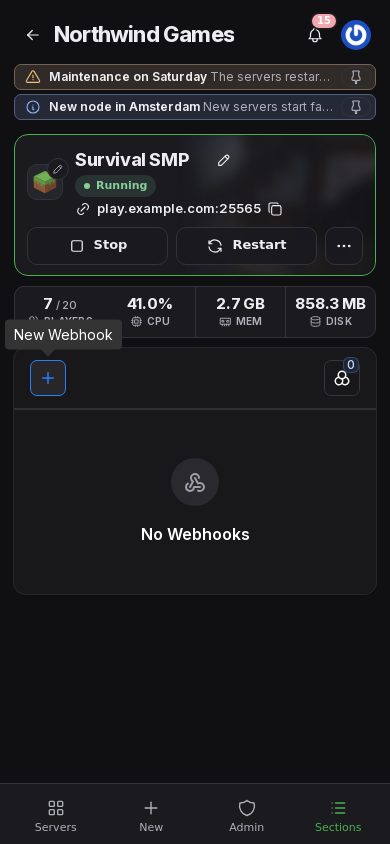 Northwind Games
15
Maintenance on Saturday The servers restar...
New node in Amsterdam New servers start fa...
Survival SMP
Running
play.example.com:25565
Stop
Restart
7 / 20
41.0%
2.7 GB
858.3 MB
PLAYERS
CPU
MEM
DISK
New Webhook
0
No Webhooks
Servers
New
Admin
Sections